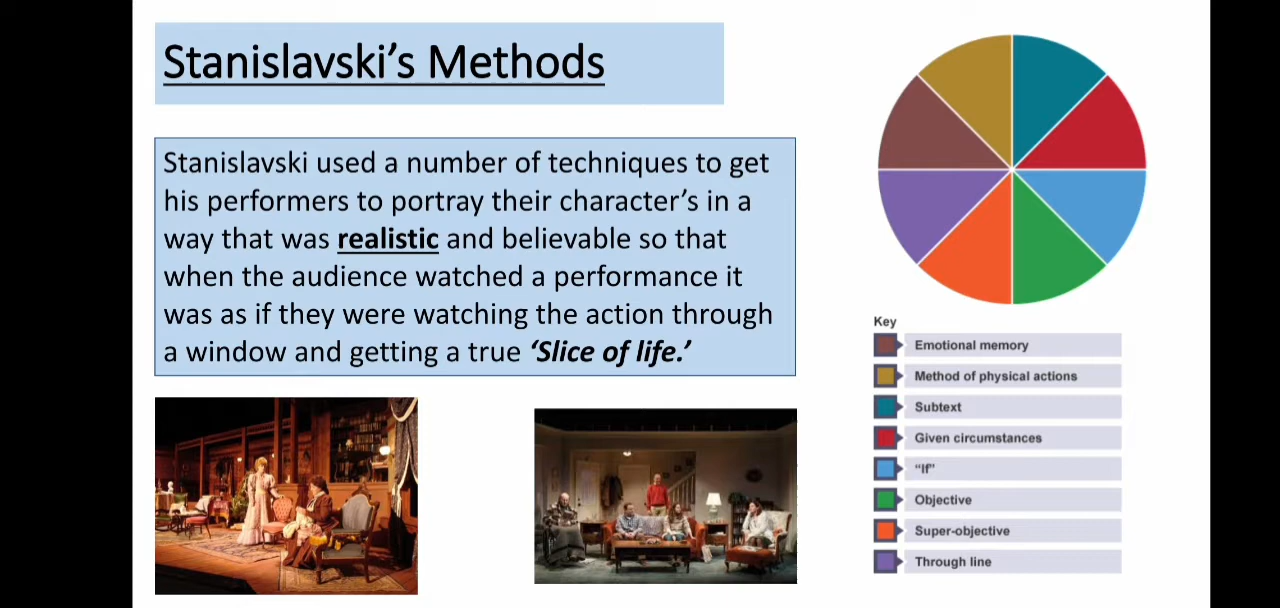 Stanislavski’s Methods
Stanislavski used a number of techniques to get
his performers to portray their character’s in a
way that was realistic and believable so that
when the audience watched a performance it
was as if they were watching the action through
a window and getting a true ‘Slice of life.’
Key
Emotional memory
Method of physical actions
Subtext
Given circumstances
“If”
Objective
Super-objective
Through line